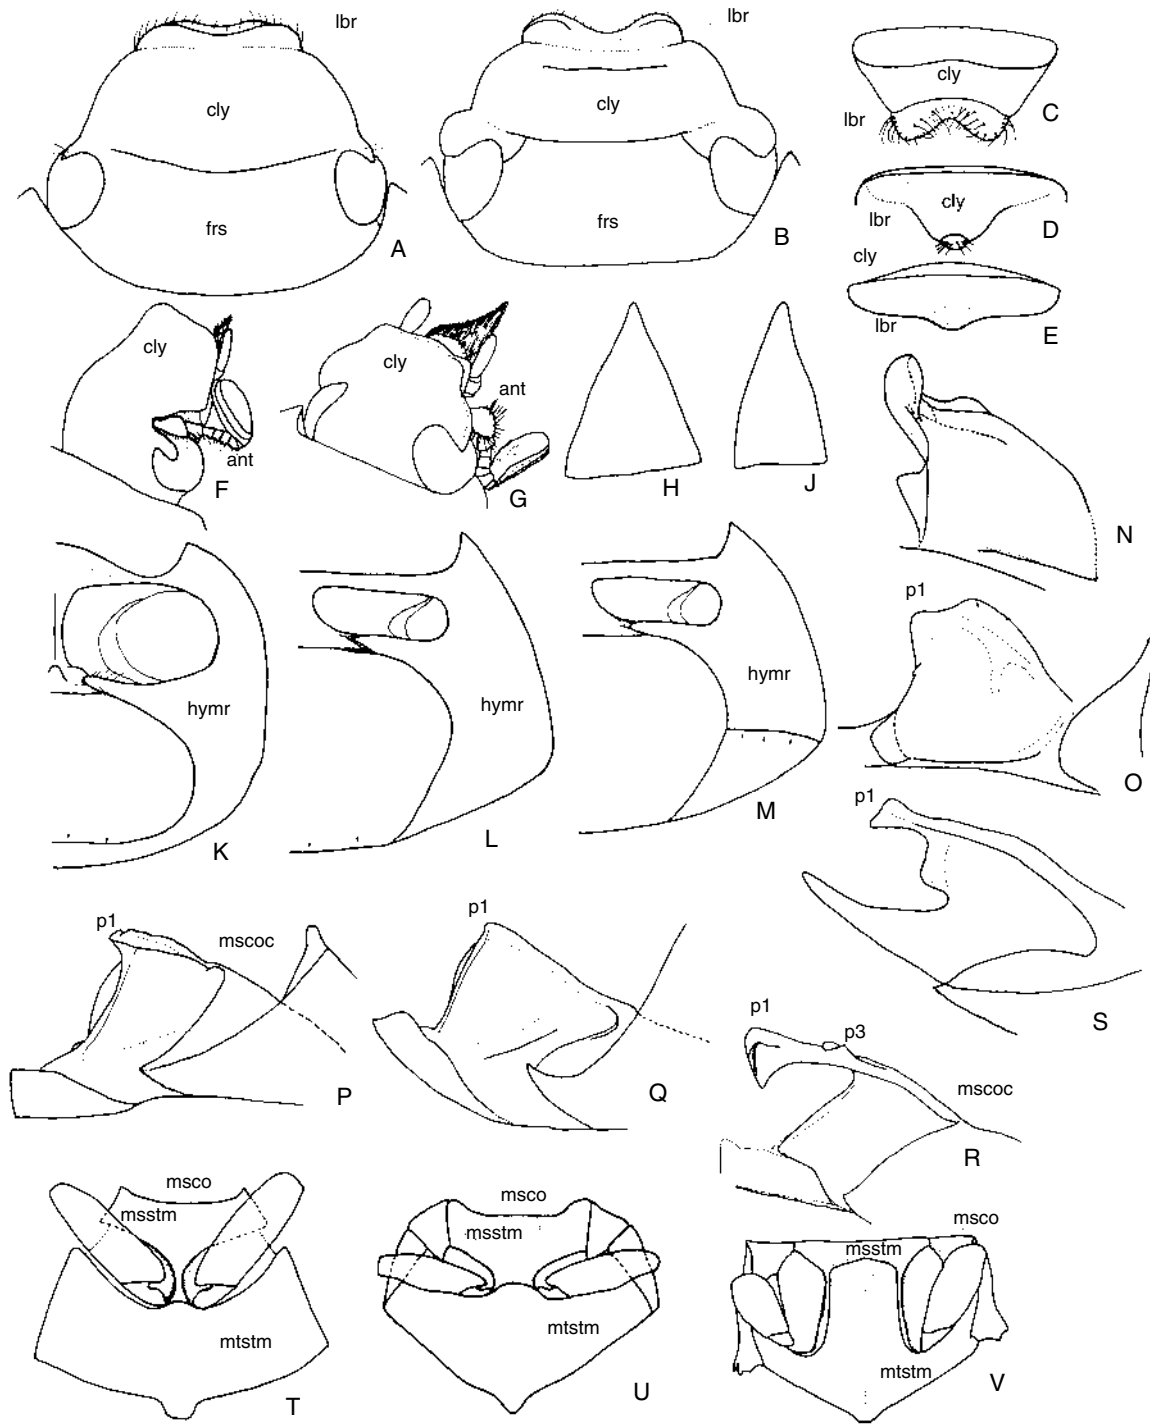 lbr
lbr
cly
cly
frs
frs
A
B
cly
lbr
C
cly
lbr
D
cly
lbr
E
cly
ant
F
cly
ant
G
H
J
N
hymr
K
hymr
L
hymr
M
p1
O
p1
S
p1
mscoc
P
p1
Q
p1
p3
mscoc
R
msco
msstm
mtstm
T
msco
msstm
mtstm
U
msco
msstm
mtstm
V